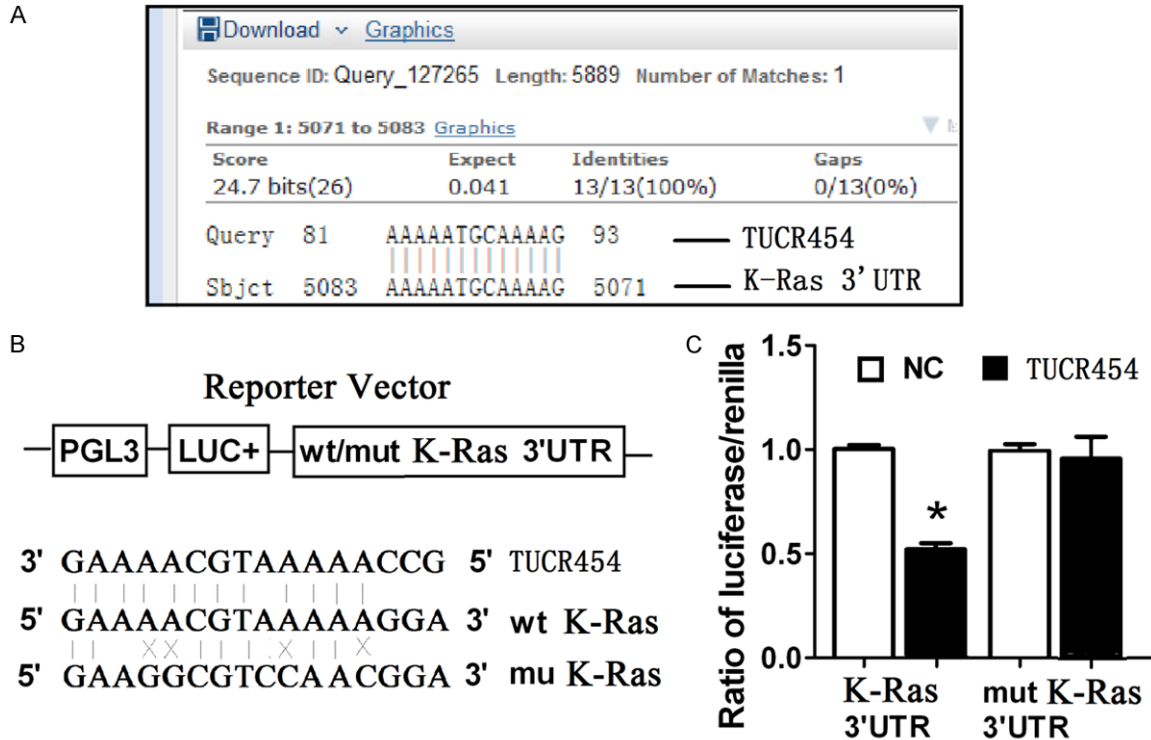 A
Download Graphics
Sequence ID: Query_127265 Length: 5889 Number of Matches: 1
Range 1: 5071 to 5083 Graphics
Score Expect Identities Gaps
24.7 bits(26) 0.041 13/13(100%) 0/13(0%)
Query 81 AAAAATGCAAAAG 93 TUCR454
Sbjct 5083 AAAAATGCAAAAG 5071 K-Ras 3'UTR
B
Reporter Vector
PGL3 LUC+ wt/mut K-Ras 3'UTR
3' GAAAACGTAAAAACCG 5' TUCR454
5' GAAAACGTAAAAAGGA 3' wt K-Ras
5' GAAGGCGTCCAACGGA 3' mu K-Ras
C
Ratio of luciferase/renilla
1.5
1.0
0.5
0.0
NC TUCR454
*
K-Ras 3'UTR
mut K-Ras 3'UTR